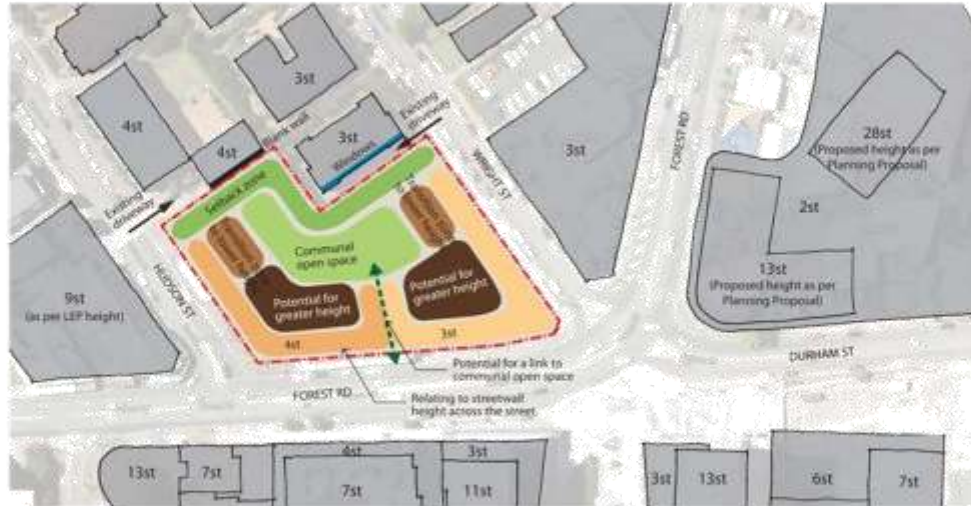 3st
4st
4st
Blank wall
3st
Windows
Existing
driveway
Existing
driveway
Setback zone
WRIGHT ST
3st
FOREST RD
28st
(Proposed height as per
Planning Proposal)
2st
13st
(Proposed height as per
Planning Proposal)
Communal
open space
9st
(as per LEP height)
HUDSON ST
Potential for
greater height
Potential for
greater height
4st
3st
Potential for a link to
communal open space
DURHAM ST
FOREST RD
Relating to streetwall
height across the street
13st
7st
4st
7st
3st
11st
3st
13st
6st
7st